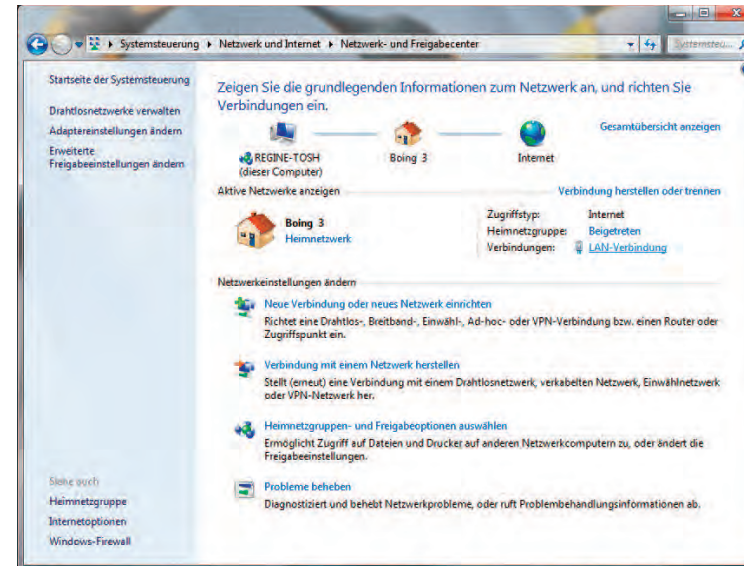 Systemsteuerung ▸ Netzwerk und Internet ▸ Netzwerk- und Freigabecenter
Systemsteu...
Startseite der Systemsteuerung
Drahtlosnetzwerke verwalten
Adaptereinstellungen ändern
Erweiterte
Freigabeeinstellungen ändern
Zeigen Sie die grundlegenden Informationen zum Netzwerk an, und richten Sie
Verbindungen ein.
Gesamtübersicht anzeigen
REGINE-TOSH
(dieser Computer)
Boing 3
Internet
Aktive Netzwerke anzeigen
Verbindung herstellen oder trennen
Boing 3
Heimnetzwerk
Zugriffstyp: Internet
Heimnetzgruppe: Beigetreten
Verbindungen: LAN-Verbindung
Netzwerkeinstellungen ändern
Neue Verbindung oder neues Netzwerk einrichten
Richtet eine Drahtlos-, Breitband-, Einwähl-, Ad-hoc- oder VPN-Verbindung bzw. einen Router oder
Zugriffspunkt ein.
Verbindung mit einem Netzwerk herstellen
Stellt (erneut) eine Verbindung mit einem Drahtlosnetzwerk, verkabelten Netzwerk, Einwählnetzwerk
oder VPN-Netzwerk her.
Heimnetzgruppen- und Freigabeoptionen auswählen
Ermöglicht Zugriff auf Dateien und Drucker auf anderen Netzwerkcomputern zu, oder ändert die
Freigabeeinstellungen.
Probleme beheben
Diagnostiziert und behebt Netzwerkprobleme, oder ruft Problembehandlungsinformationen ab.
Siehe auch
Heimnetzgruppe
Internetoptionen
Windows-Firewall